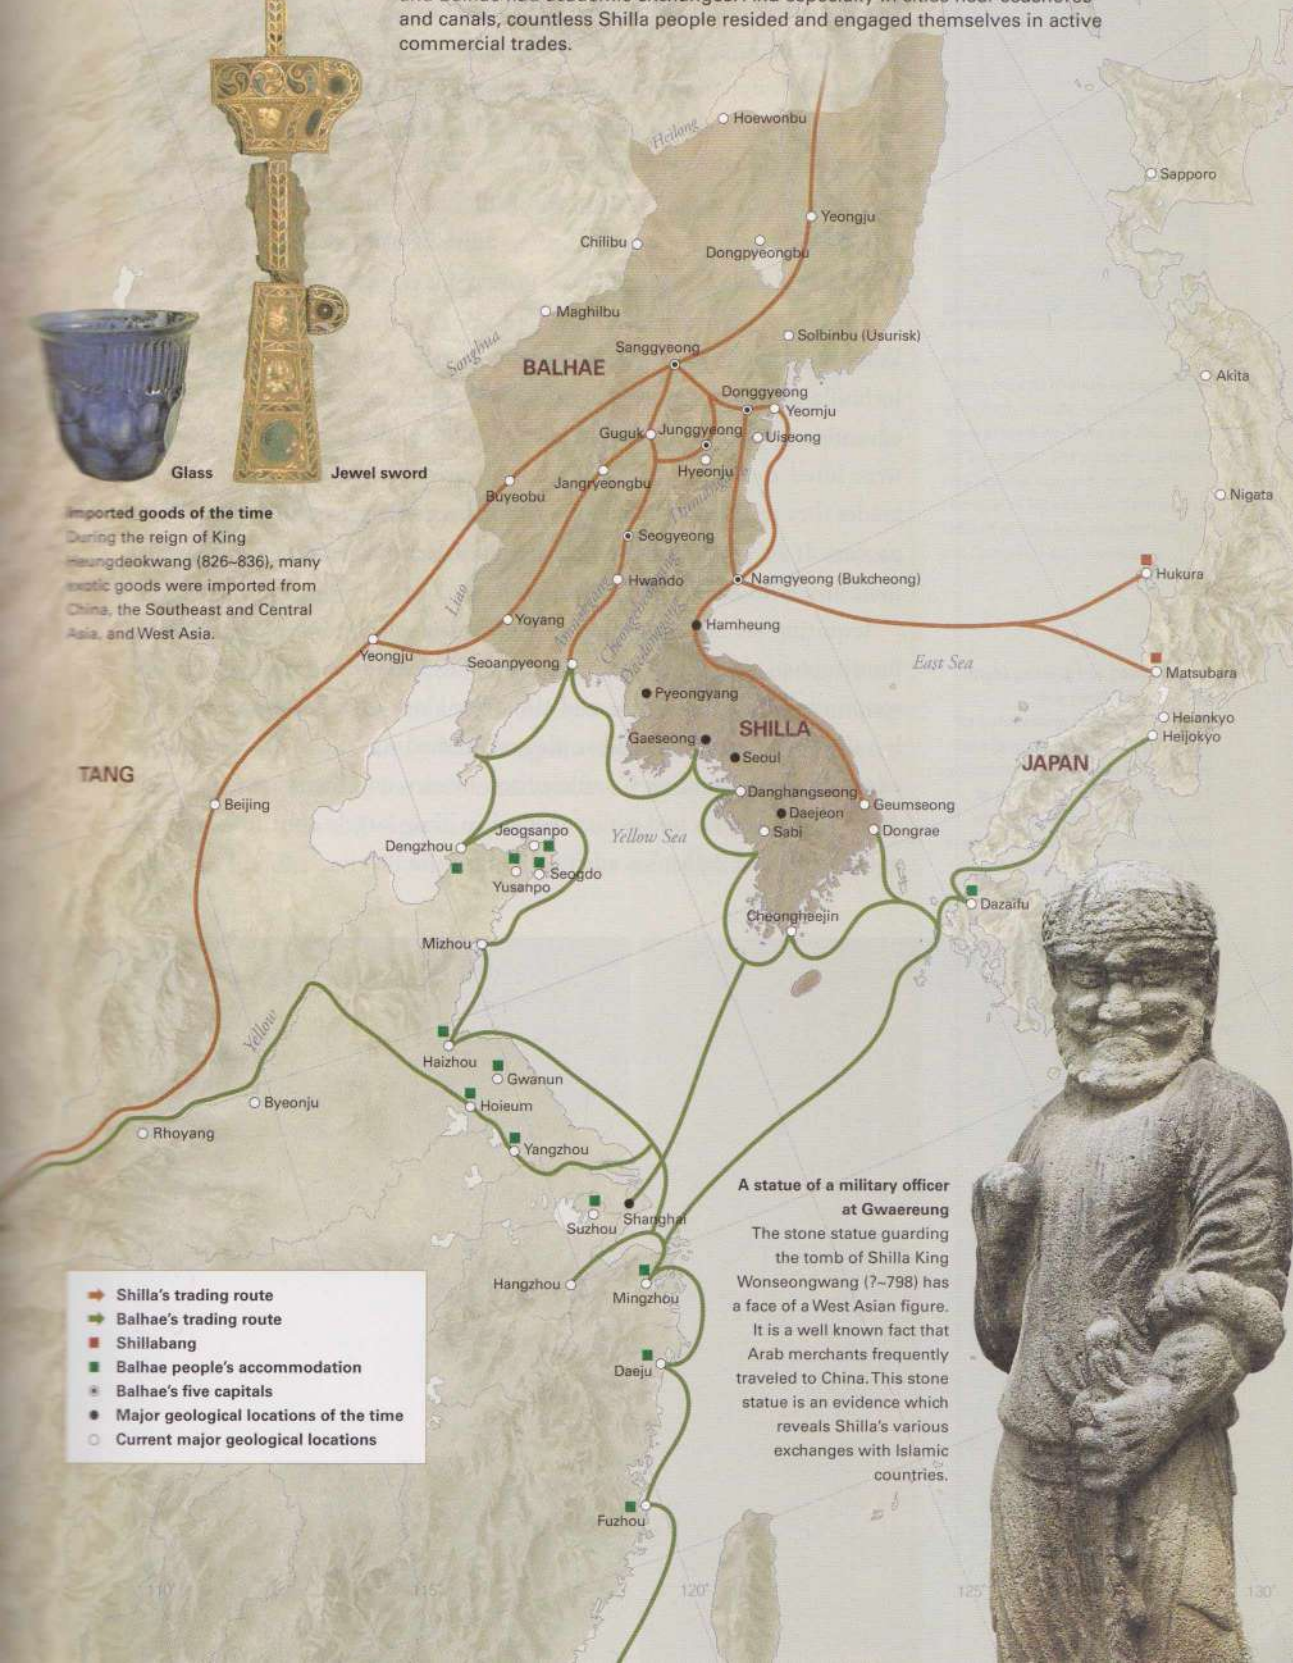 and canals, countless Shilla people resided and engaged themselves in active
commercial trades.
Heilong
Hoewonbu
Sapporo
Yeongju
Chilibu
Dongpyeongbu
Maghilbu
Solbinbu (Usurisk)
Songhua
Sanggyeong
BALHAE
Akita
Donggyeong
Yeomju
Guguk
Junggyeong
Uiseong
Hyeonju
Jangryeongbu
Buyeobu
Nigata
Glass
Jewel sword
Imported goods of the time
During the reign of King
Heungdeokwang (826~836), many
exotic goods were imported from
China, the Southeast and Central
Asia, and West Asia.
Seogyeong
Hwando
Namgyeong (Bukcheong)
Hukura
Liao
Yoyang
Hamheung
Yeongju
Seoanpyeong
East Sea
Matsubara
Pyeongyang
Heiankyo
Heijokyo
Gaeseong
SHILLA
Seoul
JAPAN
TANG
Beijing
Danghangseong
Geumseong
Daejeon
Dongrae
Sabi
Yellow Sea
Jeogsanpo
Dengzhou
Seogdo
Yusanpo
Dazaifu
Cheonghaejin
Mizhou
Yellow
Haizhou
Gwanun
Hoieum
Byeonju
Rhoyang
Yangzhou
Shanghai
Suzhou
Hangzhou
Mingzhou
Daeju
Fuzhou
A statue of a military officer
at Gwaereung
The stone statue guarding
the tomb of Shilla King
Wonseongwang (?~798) has
a face of a West Asian figure.
It is a well known fact that
Arab merchants frequently
traveled to China. This stone
statue is an evidence which
reveals Shilla's various
exchanges with Islamic
countries.
Shilla's trading route
Balhae's trading route
Shillabang
Balhae people's accommodation
Balhae's five capitals
Major geological locations of the time
Current major geological locations
110°
115°
120°
125°
130°